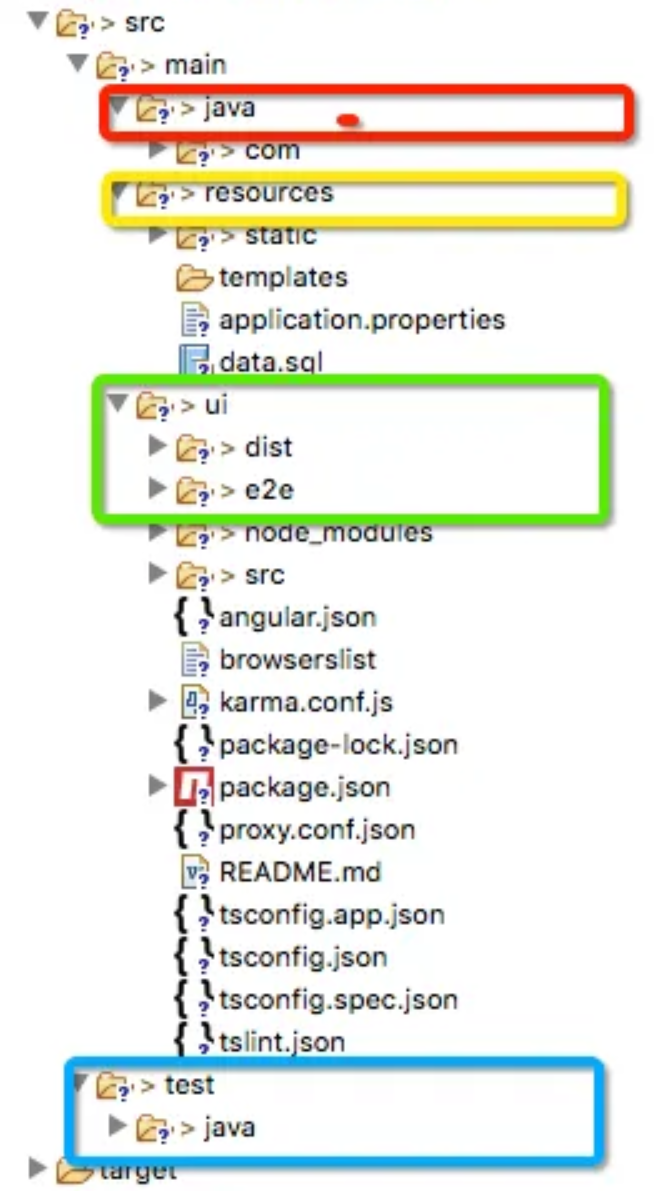 > src
> main
> java
> com
> resources
> static
templates
application.properties
data.sql
> ui
> dist
> e2e
> node_modules
> src
angular.json
browserslist
karma.conf.js
package-lock.json
package.json
proxy.conf.json
README.md
tsconfig.app.json
tsconfig.json
tsconfig.spec.json
tslint.json
> test
> java
target